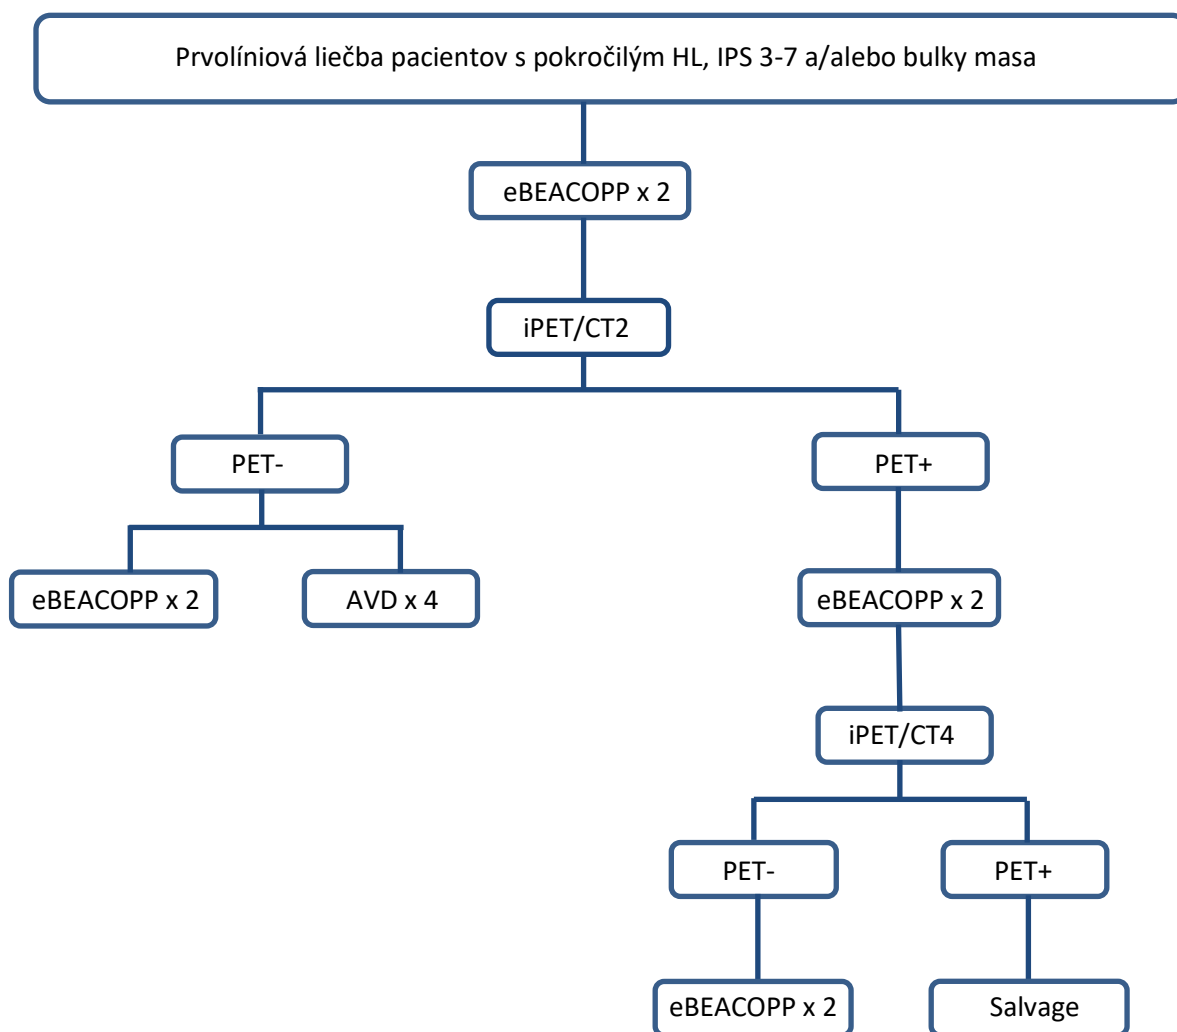 Prvolíniová liečba pacientov s pokročilým HL, IPS 3-7 a/alebo bulky masa
eBEACOPP x 2
iPET/CT2
PET-
PET+
eBEACOPP x 2
AVD x 4
eBEACOPP x 2
iPET/CT4
PET-
PET+
eBEACOPP x 2
Salvage